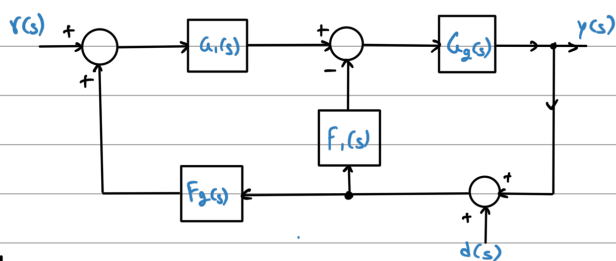 r(s) + G₁(s) + G₂(s) y(s)
+ -
F₁(s)
F₂(s) + +
d(s)